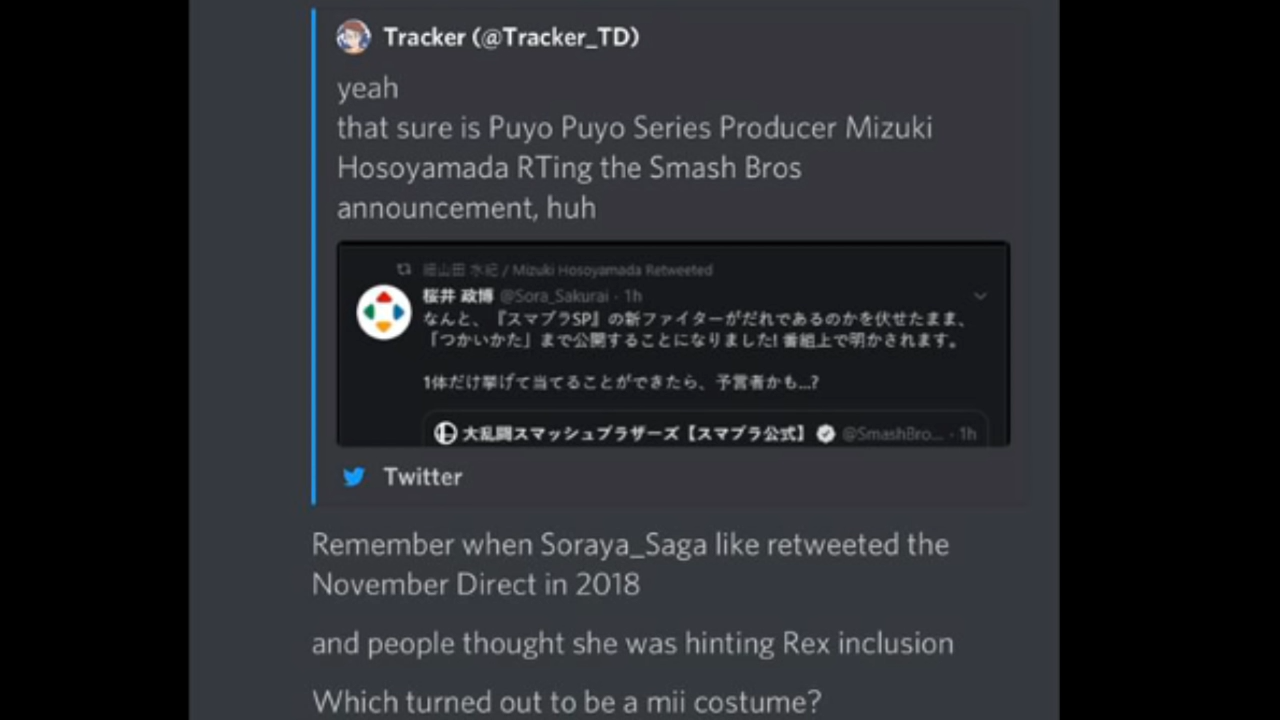 Tracker (@Tracker_TD)
yeah
that sure is Puyo Puyo Series Producer Mizuki
Hosoyamada RTing the Smash Bros
announcement, huh
細山田 水紀 / Mizuki Hosoyamada Retweeted
桜井 政博 @Sora_Sakurai · 1h
なんと、『スマブラSP』の新ファイターがだれであるのかを伏せたまま、
「つかいかた」まで公開することになりました! 番組上で明かされます。
1体だけ挙げて当てることができたら、予言者かも...?
大乱闘スマッシュブラザーズ【スマブラ公式】 @SmashBro... · 1h
Twitter
Remember when Soraya_Saga like retweeted the
November Direct in 2018
and people thought she was hinting Rex inclusion
Which turned out to be a mii costume?